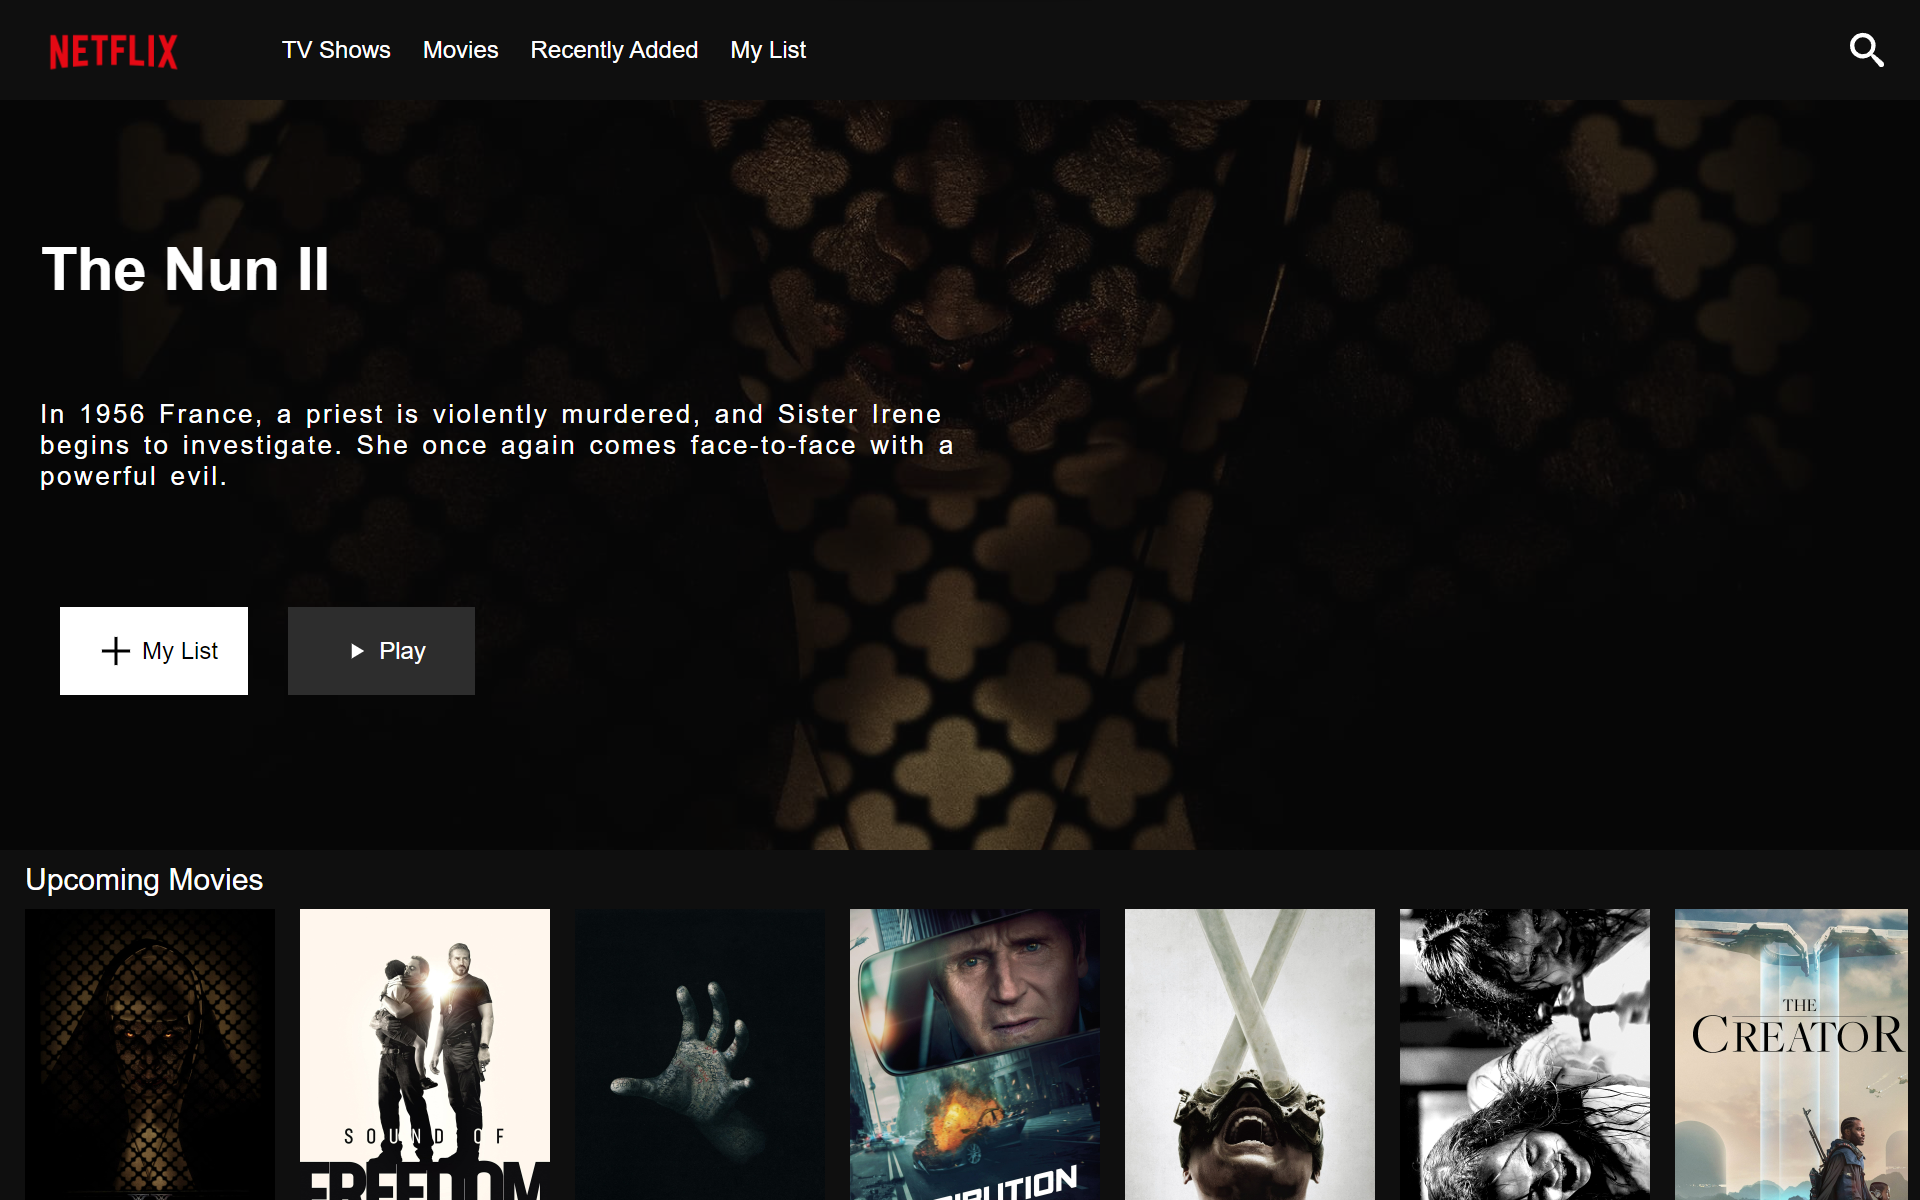 NETFLIX
TV Shows
Movies
Recently Added
My List
The Nun II
In 1956 France, a priest is violently murdered, and Sister Irene
begins to investigate. She once again comes face-to-face with a
powerful evil.
My List
Play
Upcoming Movies
SOUND OF
FREEDOM
THE
CREATOR